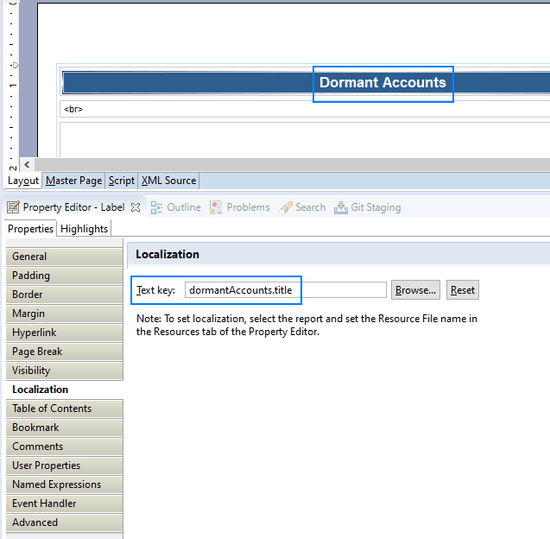 Dormant Accounts
<br>
1
2
Layout Master Page Script XML Source
Property Editor - Label Outline Problems Search Git Staging
Properties Highlights
General
Padding
Border
Margin
Hyperlink
Page Break
Visibility
Localization
Table of Contents
Bookmark
Comments
User Properties
Named Expressions
Event Handler
Advanced
Localization
Text key: dormantAccounts.title Browse... Reset
Note: To set localization, select the report and set the Resource File name in
the Resources tab of the Property Editor.